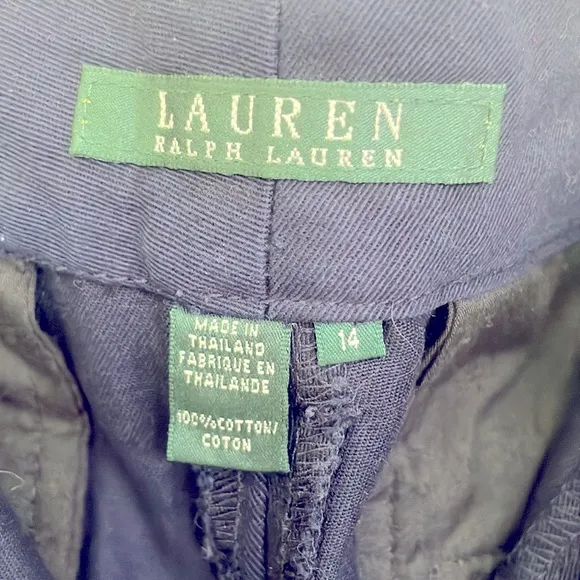 LAUREN
RALPH LAUREN
MADE IN
THAILAND
FABRIQUE EN
THAILANDE
100%COTTON/
COTON
14